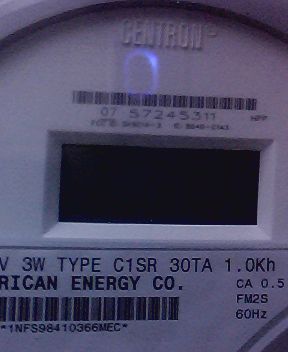 CENTRON
07 57245311
V 3W TYPE C1SR 30TA 1.0Kh
RICAN ENERGY CO. CA 0.5
FM2S
60Hz
*1NFS98410366MEC*